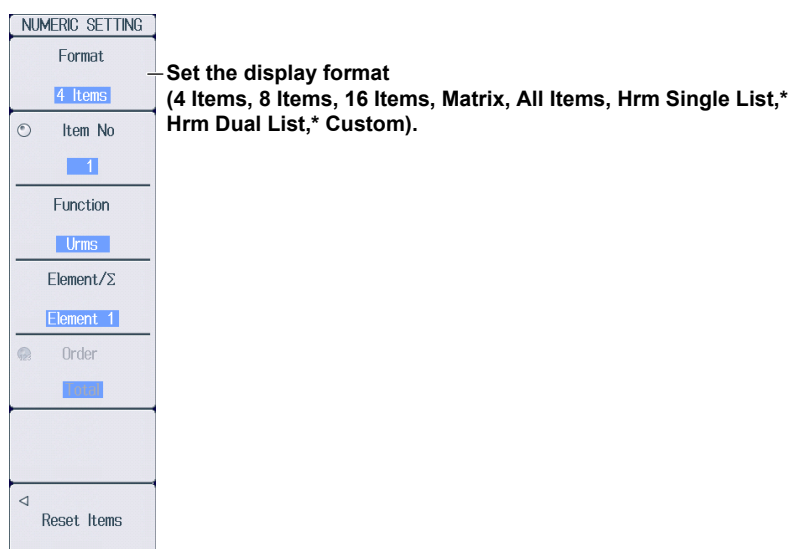 NUMERIC SETTING
Format
4 Items
Set the display format
(4 Items, 8 Items, 16 Items, Matrix, All Items, Hrm Single List,*
Hrm Dual List,* Custom).
Item No
1
Function
Urms
Element/Σ
Element 1
Order
Total
Reset Items